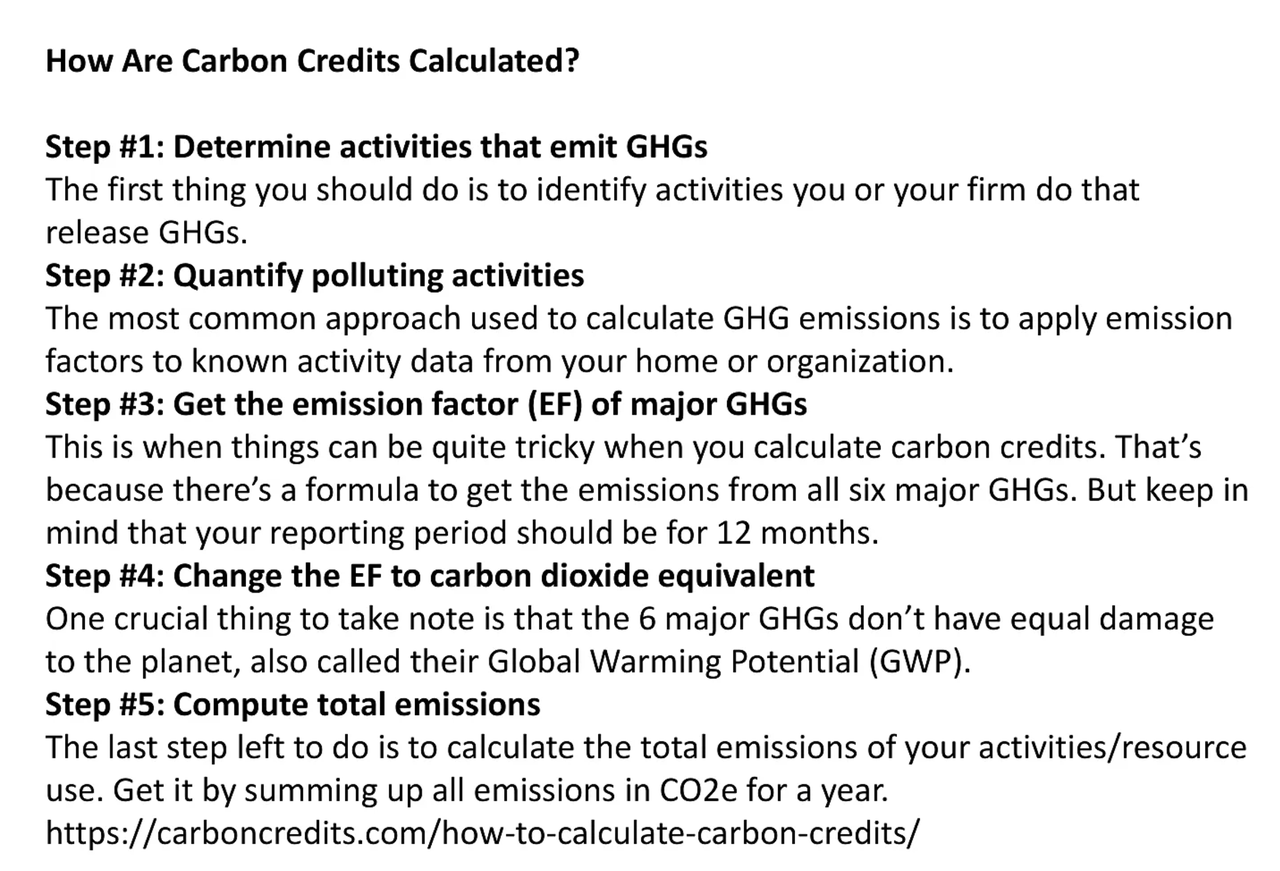 How Are Carbon Credits Calculated?
Step #1: Determine activities that emit GHGs
The first thing you should do is to identify activities you or your firm do that
release GHGs.
Step #2: Quantify polluting activities
The most common approach used to calculate GHG emissions is to apply emission
factors to known activity data from your home or organization.
Step #3: Get the emission factor (EF) of major GHGs
This is when things can be quite tricky when you calculate carbon credits. That’s
because there’s a formula to get the emissions from all six major GHGs. But keep in
mind that your reporting period should be for 12 months.
Step #4: Change the EF to carbon dioxide equivalent
One crucial thing to take note is that the 6 major GHGs don’t have equal damage
to the planet, also called their Global Warming Potential (GWP).
Step #5: Compute total emissions
The last step left to do is to calculate the total emissions of your activities/resource
use. Get it by summing up all emissions in CO2e for a year.
https://carboncredits.com/how-to-calculate-carbon-credits/